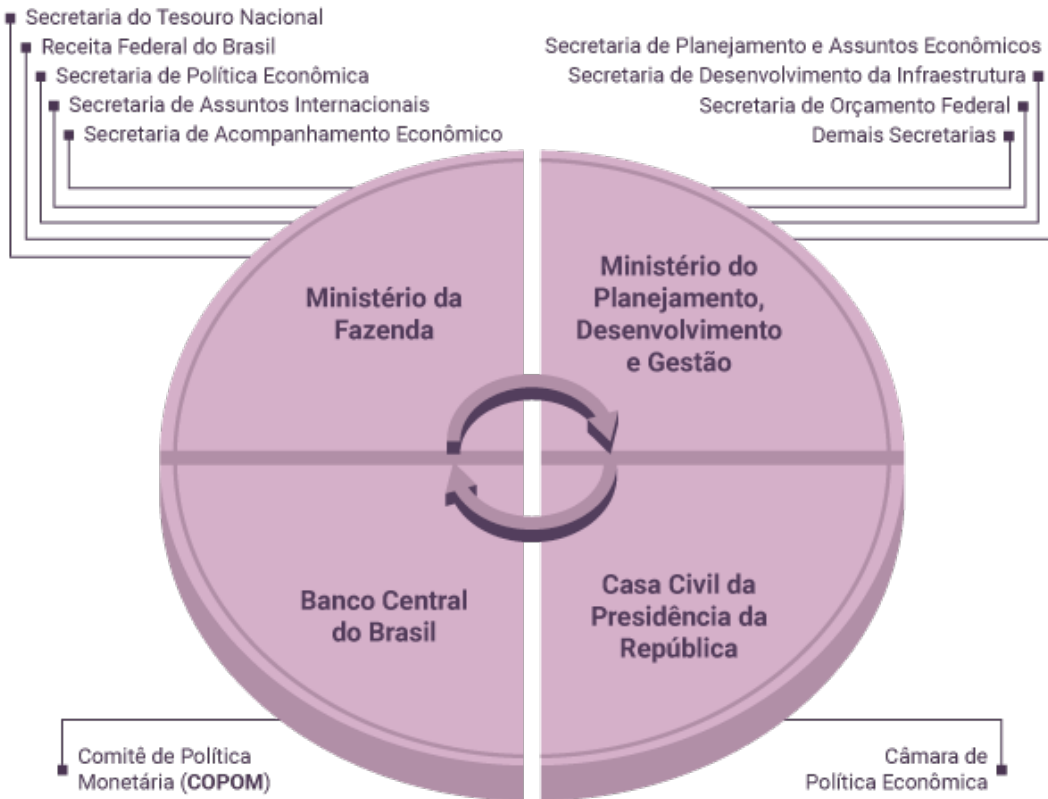 Secretaria do Tesouro Nacional
Receita Federal do Brasil
Secretaria de Política Econômica
Secretaria de Assuntos Internacionais
Secretaria de Acompanhamento Econômico
Secretaria de Planejamento e Assuntos Econômicos
Secretaria de Desenvolvimento da Infraestrutura
Secretaria de Orçamento Federal
Demais Secretarias
Ministério da
Fazenda
Ministério do
Planejamento,
Desenvolvimento
e Gestão
Banco Central
do Brasil
Casa Civil da
Presidência da
República
Comitê de Política
Monetária (COPOM)
Câmara de
Política Econômica